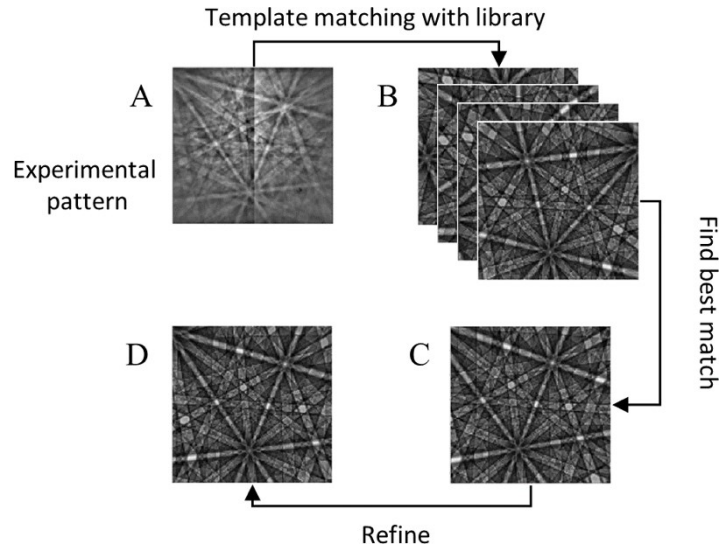 Template matching with library
A
B
Experimental
pattern
Find best
match
D
C
Refine